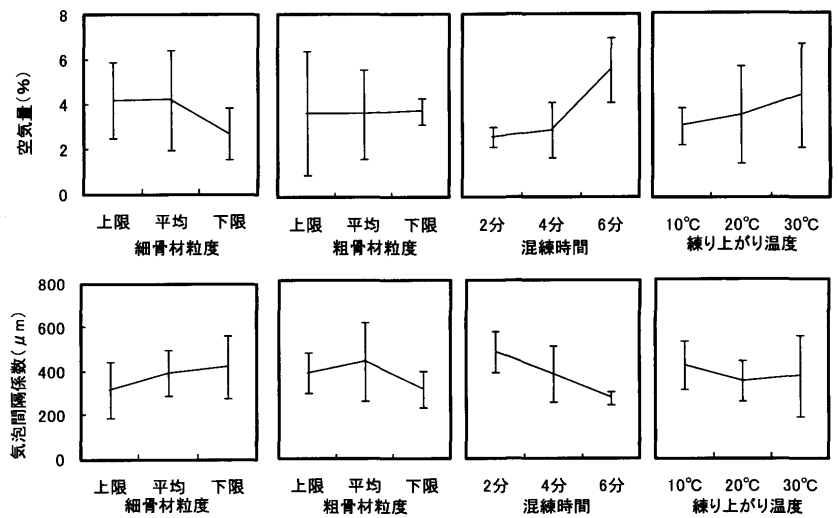 空気量(%)
8
6
4
2
0
上限 平均 下限
細骨材粒度
上限 平均 下限
粗骨材粒度
2分 4分 6分
混練時間
10℃ 20℃ 30℃
練り上がり温度
気泡間隔係数(μm)
800
600
400
200
0
上限 平均 下限
細骨材粒度
上限 平均 下限
粗骨材粒度
2分 4分 6分
混練時間
10℃ 20℃ 30℃
練り上がり温度